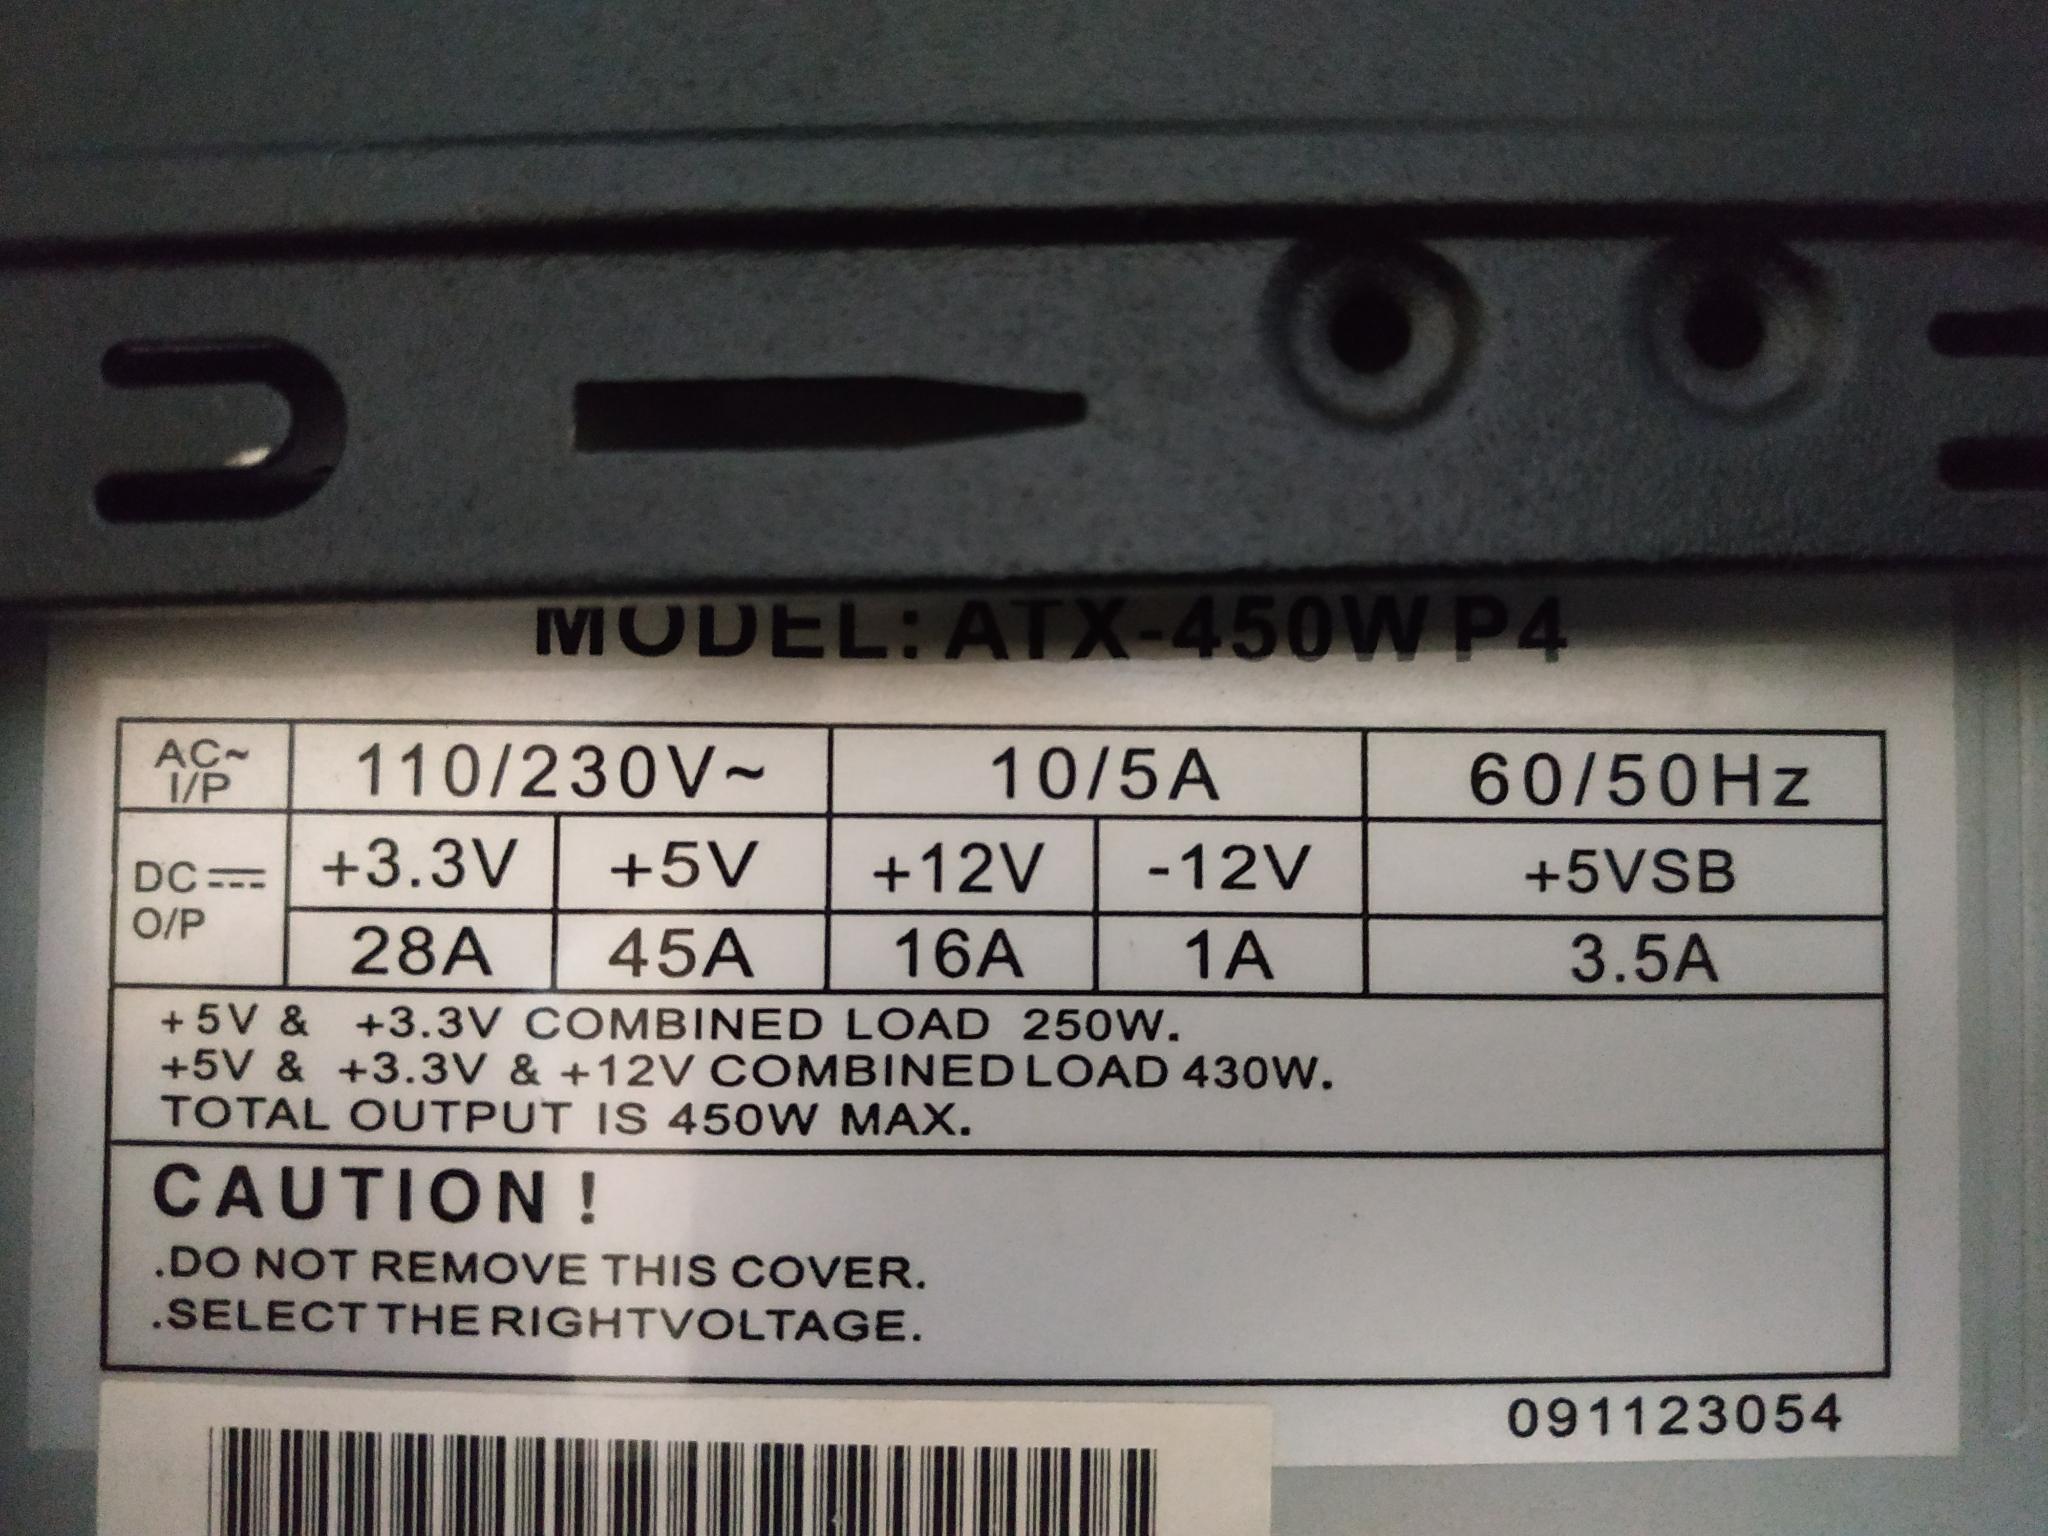 MODEL: ATX-450W P4
AC~ I/P 110/230V~ 10/5A 60/50Hz
DC O/P +3.3V +5V +12V -12V +5VSB
28A 45A 16A 1A 3.5A
+5V & +3.3V COMBINED LOAD 250W.
+5V & +3.3V & +12V COMBINED LOAD 430W.
TOTAL OUTPUT IS 450W MAX.
CAUTION !
.DO NOT REMOVE THIS COVER.
.SELECT THE RIGHT VOLTAGE.
091123054